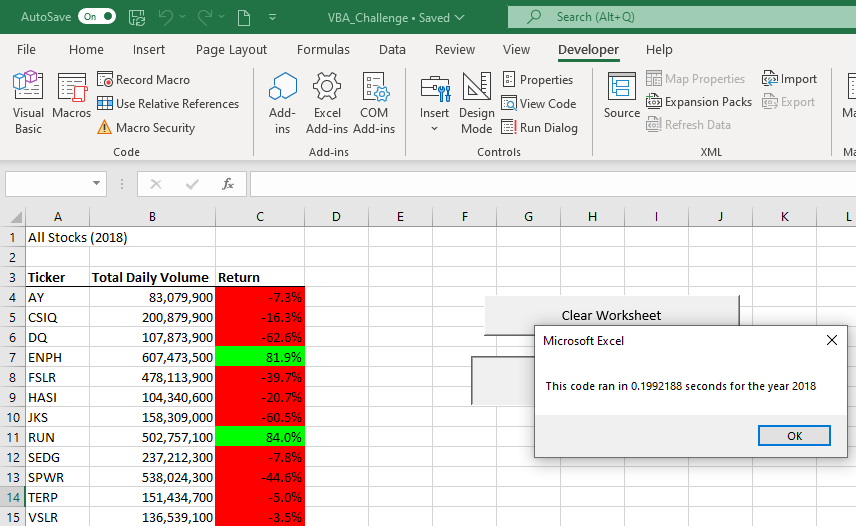 AutoSave On VBA_Challenge • Saved Search (Alt+Q)
File Home Insert Page Layout Formulas Data Review View Developer Help
Visual Basic
Macros
Record Macro
Use Relative References
Macro Security
Code
Add-ins
Excel Add-ins
COM Add-ins
Add-ins
Insert
Design Mode
Properties
View Code
Run Dialog
Controls
Source
Map Properties
Expansion Packs
Refresh Data
Import
Export
XML
fx
A B C D E F G H I J K L
1 All Stocks (2018)
2
3 Ticker Total Daily Volume Return
4 AY 83,079,900 -7.3%
5 CSIQ 200,879,900 -16.3%
6 DQ 107,873,900 -62.6%
7 ENPH 607,473,500 81.9%
8 FSLR 478,113,900 -39.7%
9 HASI 104,340,600 -20.7%
10 JKS 158,309,000 -60.5%
11 RUN 502,757,100 84.0%
12 SEDG 237,212,300 -7.8%
13 SPWR 538,024,300 -44.6%
14 TERP 151,434,700 -5.0%
15 VSLR 136,539,100 -3.5%
Clear Worksheet
Microsoft Excel
This code ran in 0.1992188 seconds for the year 2018
OK